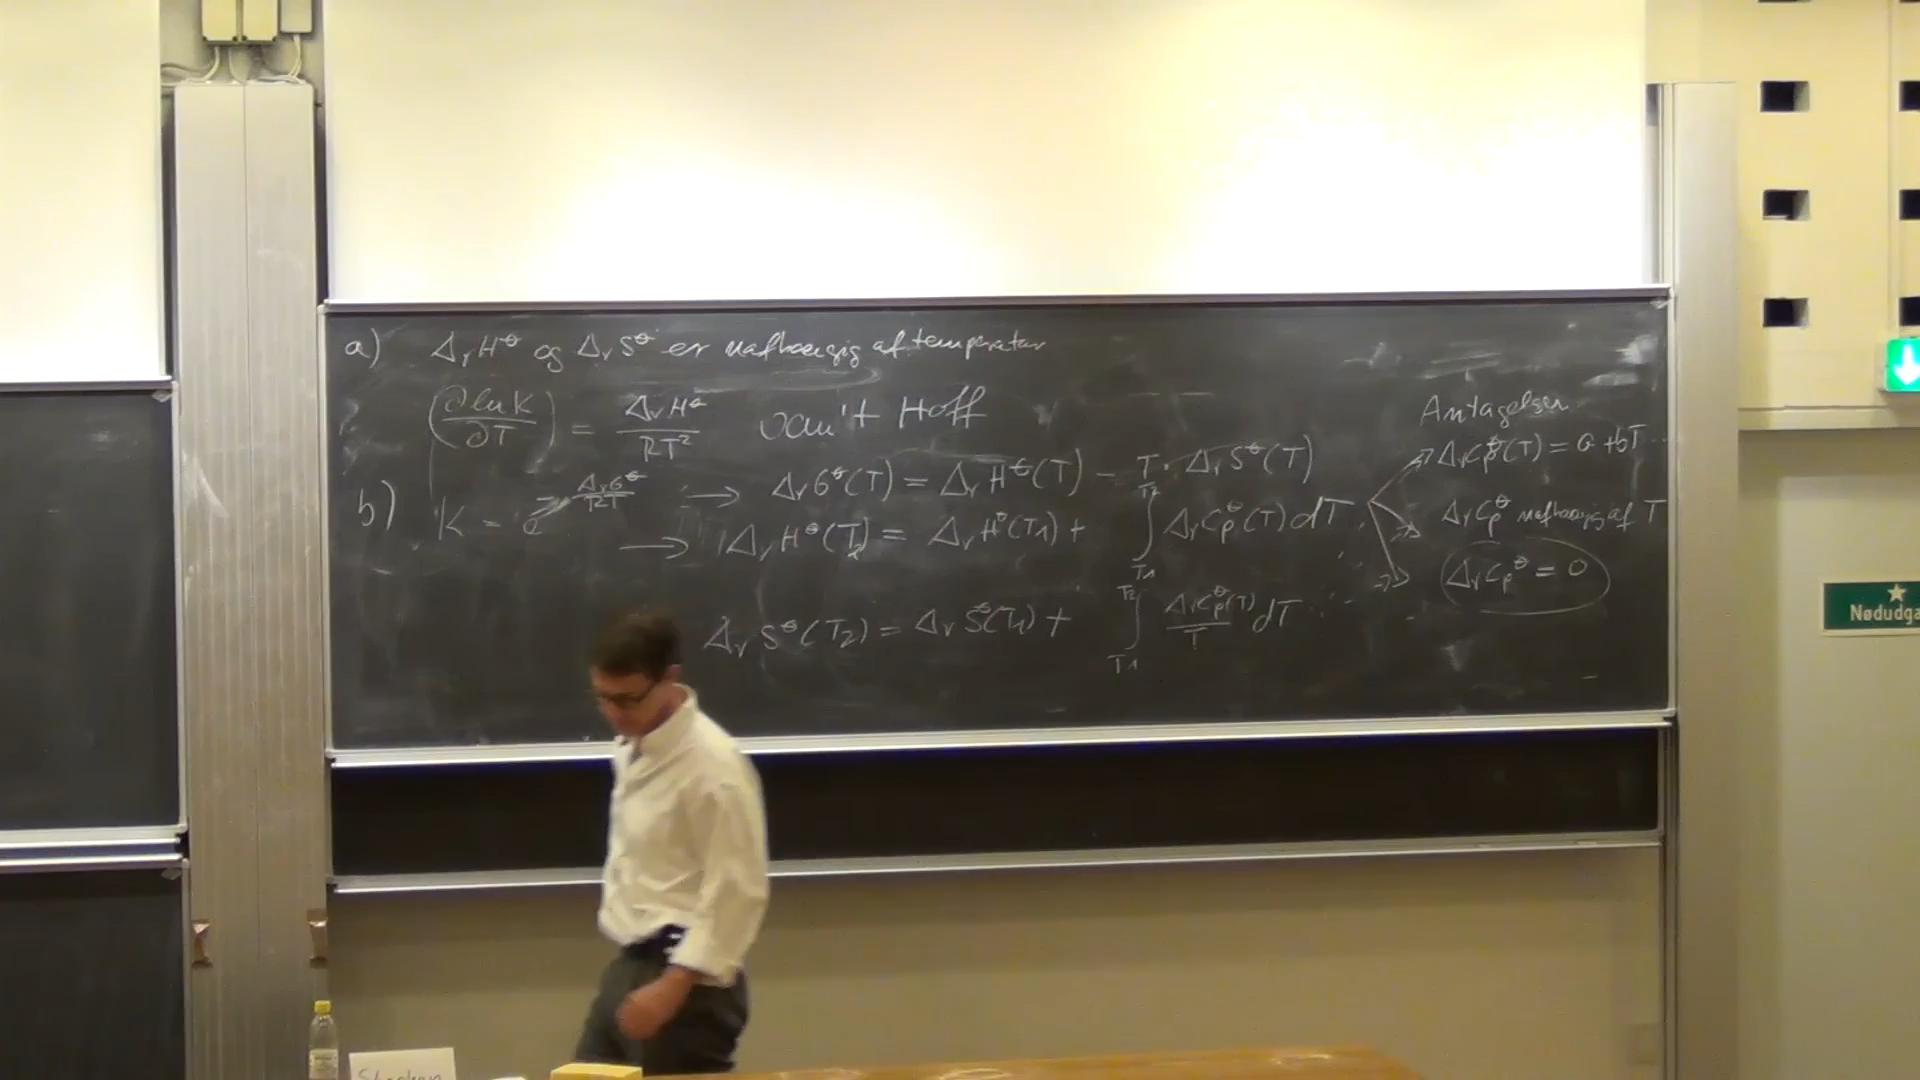 a) ΔrH⊖ og ΔrS⊖ er uafhængig af temperatur
(∂lnK/∂T) = ΔrH⊖/RT² van't Hoff
b) K = e^-ΔrG⊖/RT → ΔrG⊖(T) = ΔrH⊖(T) - T · ΔrS⊖(T)
→ ΔrH⊖(T2) = ΔrH⊖(T1) + ∫T1→T2 ΔrCp⊖(T) dT
ΔrS⊖(T2) = ΔrS⊖(T1) + ∫T1→T2 ΔrCp⊖(T)/T dT
Antagelser
ΔrCp⊖(T) = a + bT ...
ΔrCp⊖ uafhængig af T
ΔrCp⊖ = 0
Nødudga